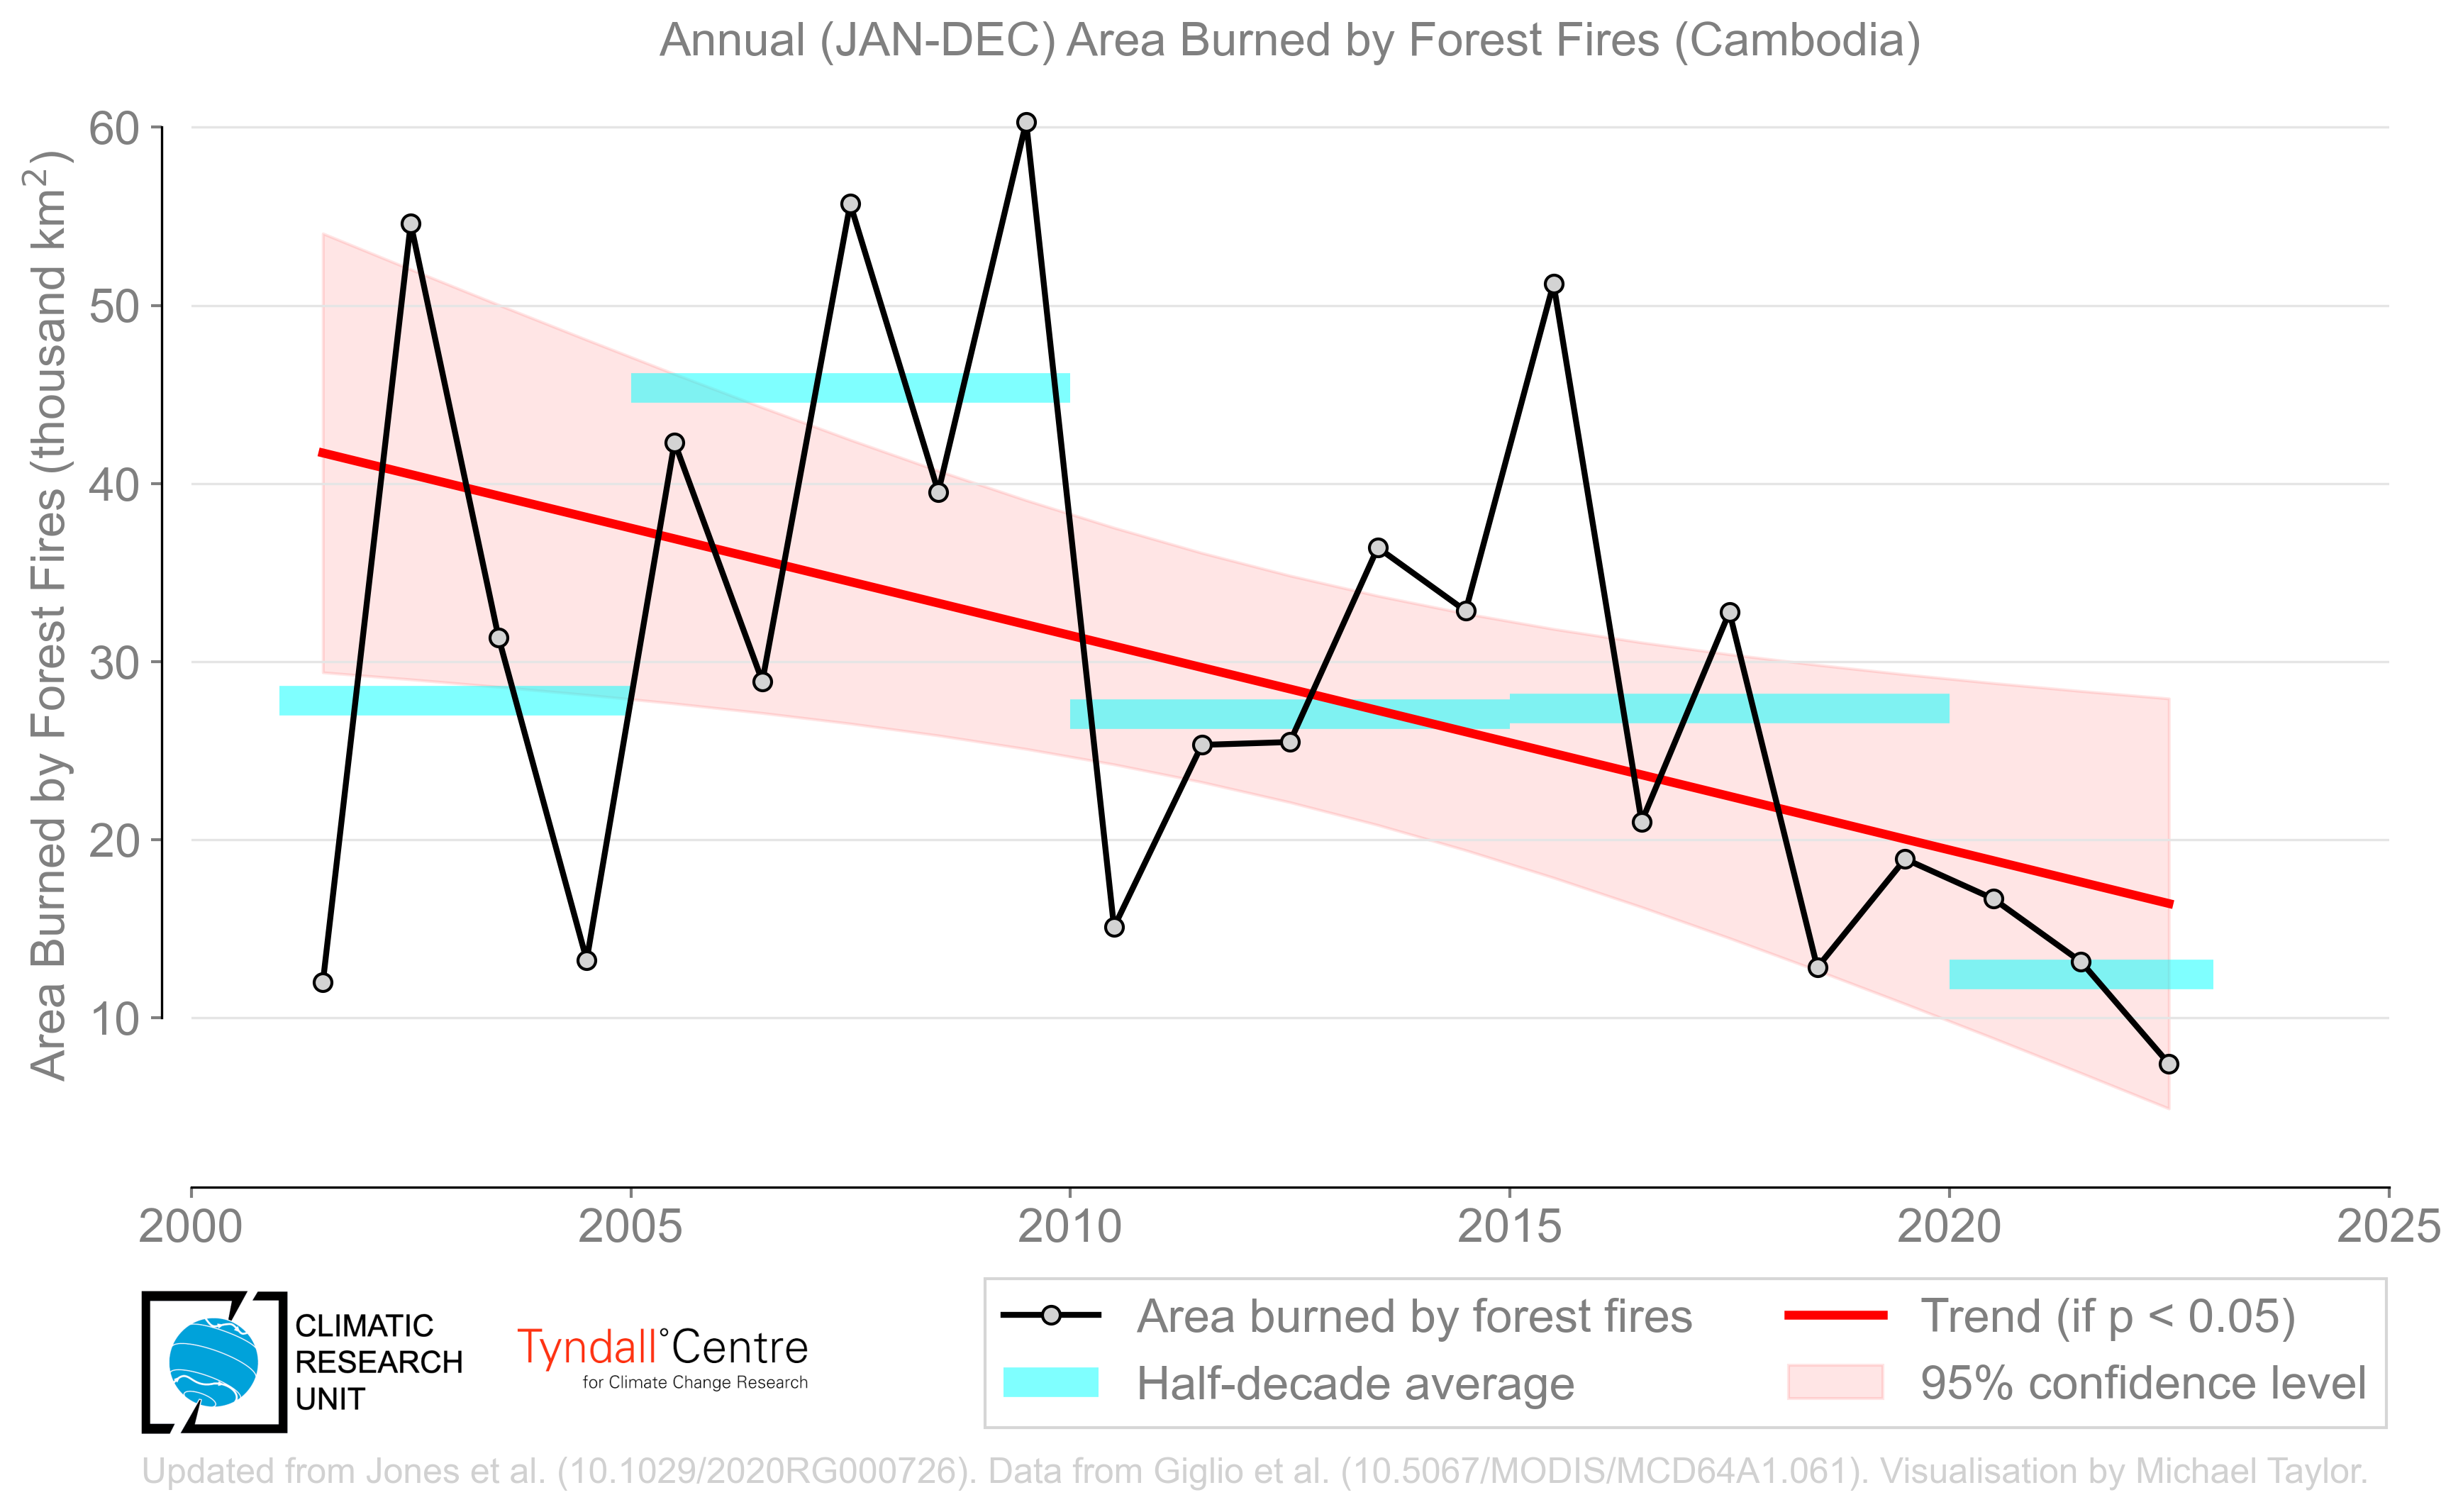 Annual (JAN-DEC) Area Burned by Forest Fires (Cambodia)
Area Burned by Forest Fires (thousand km²)
60
50
40
30
20
10
2000 2005 2010 2015 2020 2025
CLIMATIC
RESEARCH
UNIT
Tyndall°Centre
for Climate Change Research
Area burned by forest fires
Half-decade average
Trend (if p < 0.05)
95% confidence level
Updated from Jones et al. (10.1029/2020RG000726). Data from Giglio et al. (10.5067/MODIS/MCD64A1.061). Visualisation by Michael Taylor.